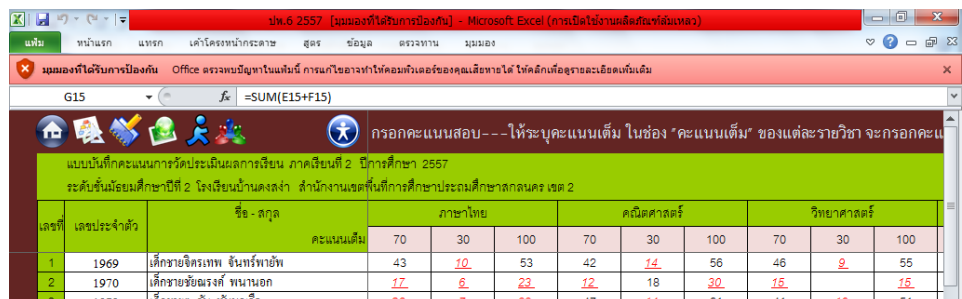 ปพ.6 2557 [มุมมองที่ได้รับการป้องกัน] - Microsoft Excel (การเปิดใช้งานผลิตภัณฑ์ล้มเหลว)
แฟ้ม หน้าแรก แทรก เค้าโครงหน้ากระดาษ สูตร ข้อมูล ตรวจทาน มุมมอง
มุมมองที่ได้รับการป้องกัน Office ตรวจพบปัญหาในแฟ้มนี้ การแก้ไขอาจทำให้คอมพิวเตอร์ของคุณเสียหายได้ ให้คลิกเพื่อดูรายละเอียดเพิ่มเติม
G15 fx =SUM(E15+F15)
กรอกคะแนนสอบ---ให้ระบุคะแนนเต็ม ในช่อง "คะแนนเต็ม" ของแต่ละรายวิชา จะกรอกคะแ
แบบบันทึกคะแนนการวัดประเมินผลการเรียน ภาคเรียนที่ 2 ปีการศึกษา 2557
ระดับชั้นมัธยมศึกษาปีที่ 2 โรงเรียนบ้านดงสง่า สำนักงานเขตพื้นที่การศึกษาประถมศึกษาสกลนคร เขต 2
เลขที่ เลขประจำตัว ชื่อ - สกุล ภาษาไทย คณิตศาสตร์ วิทยาศาสตร์
คะแนนเต็ม 70 30 100 70 30 100 70 30 100
1 1969 เด็กชายจิตรเทพ จันทร์พายัพ 43 10 53 42 14 56 46 9 55
2 1970 เด็กชายชัยณรงค์ พนานอก 17 6 23 12 18 30 15 15